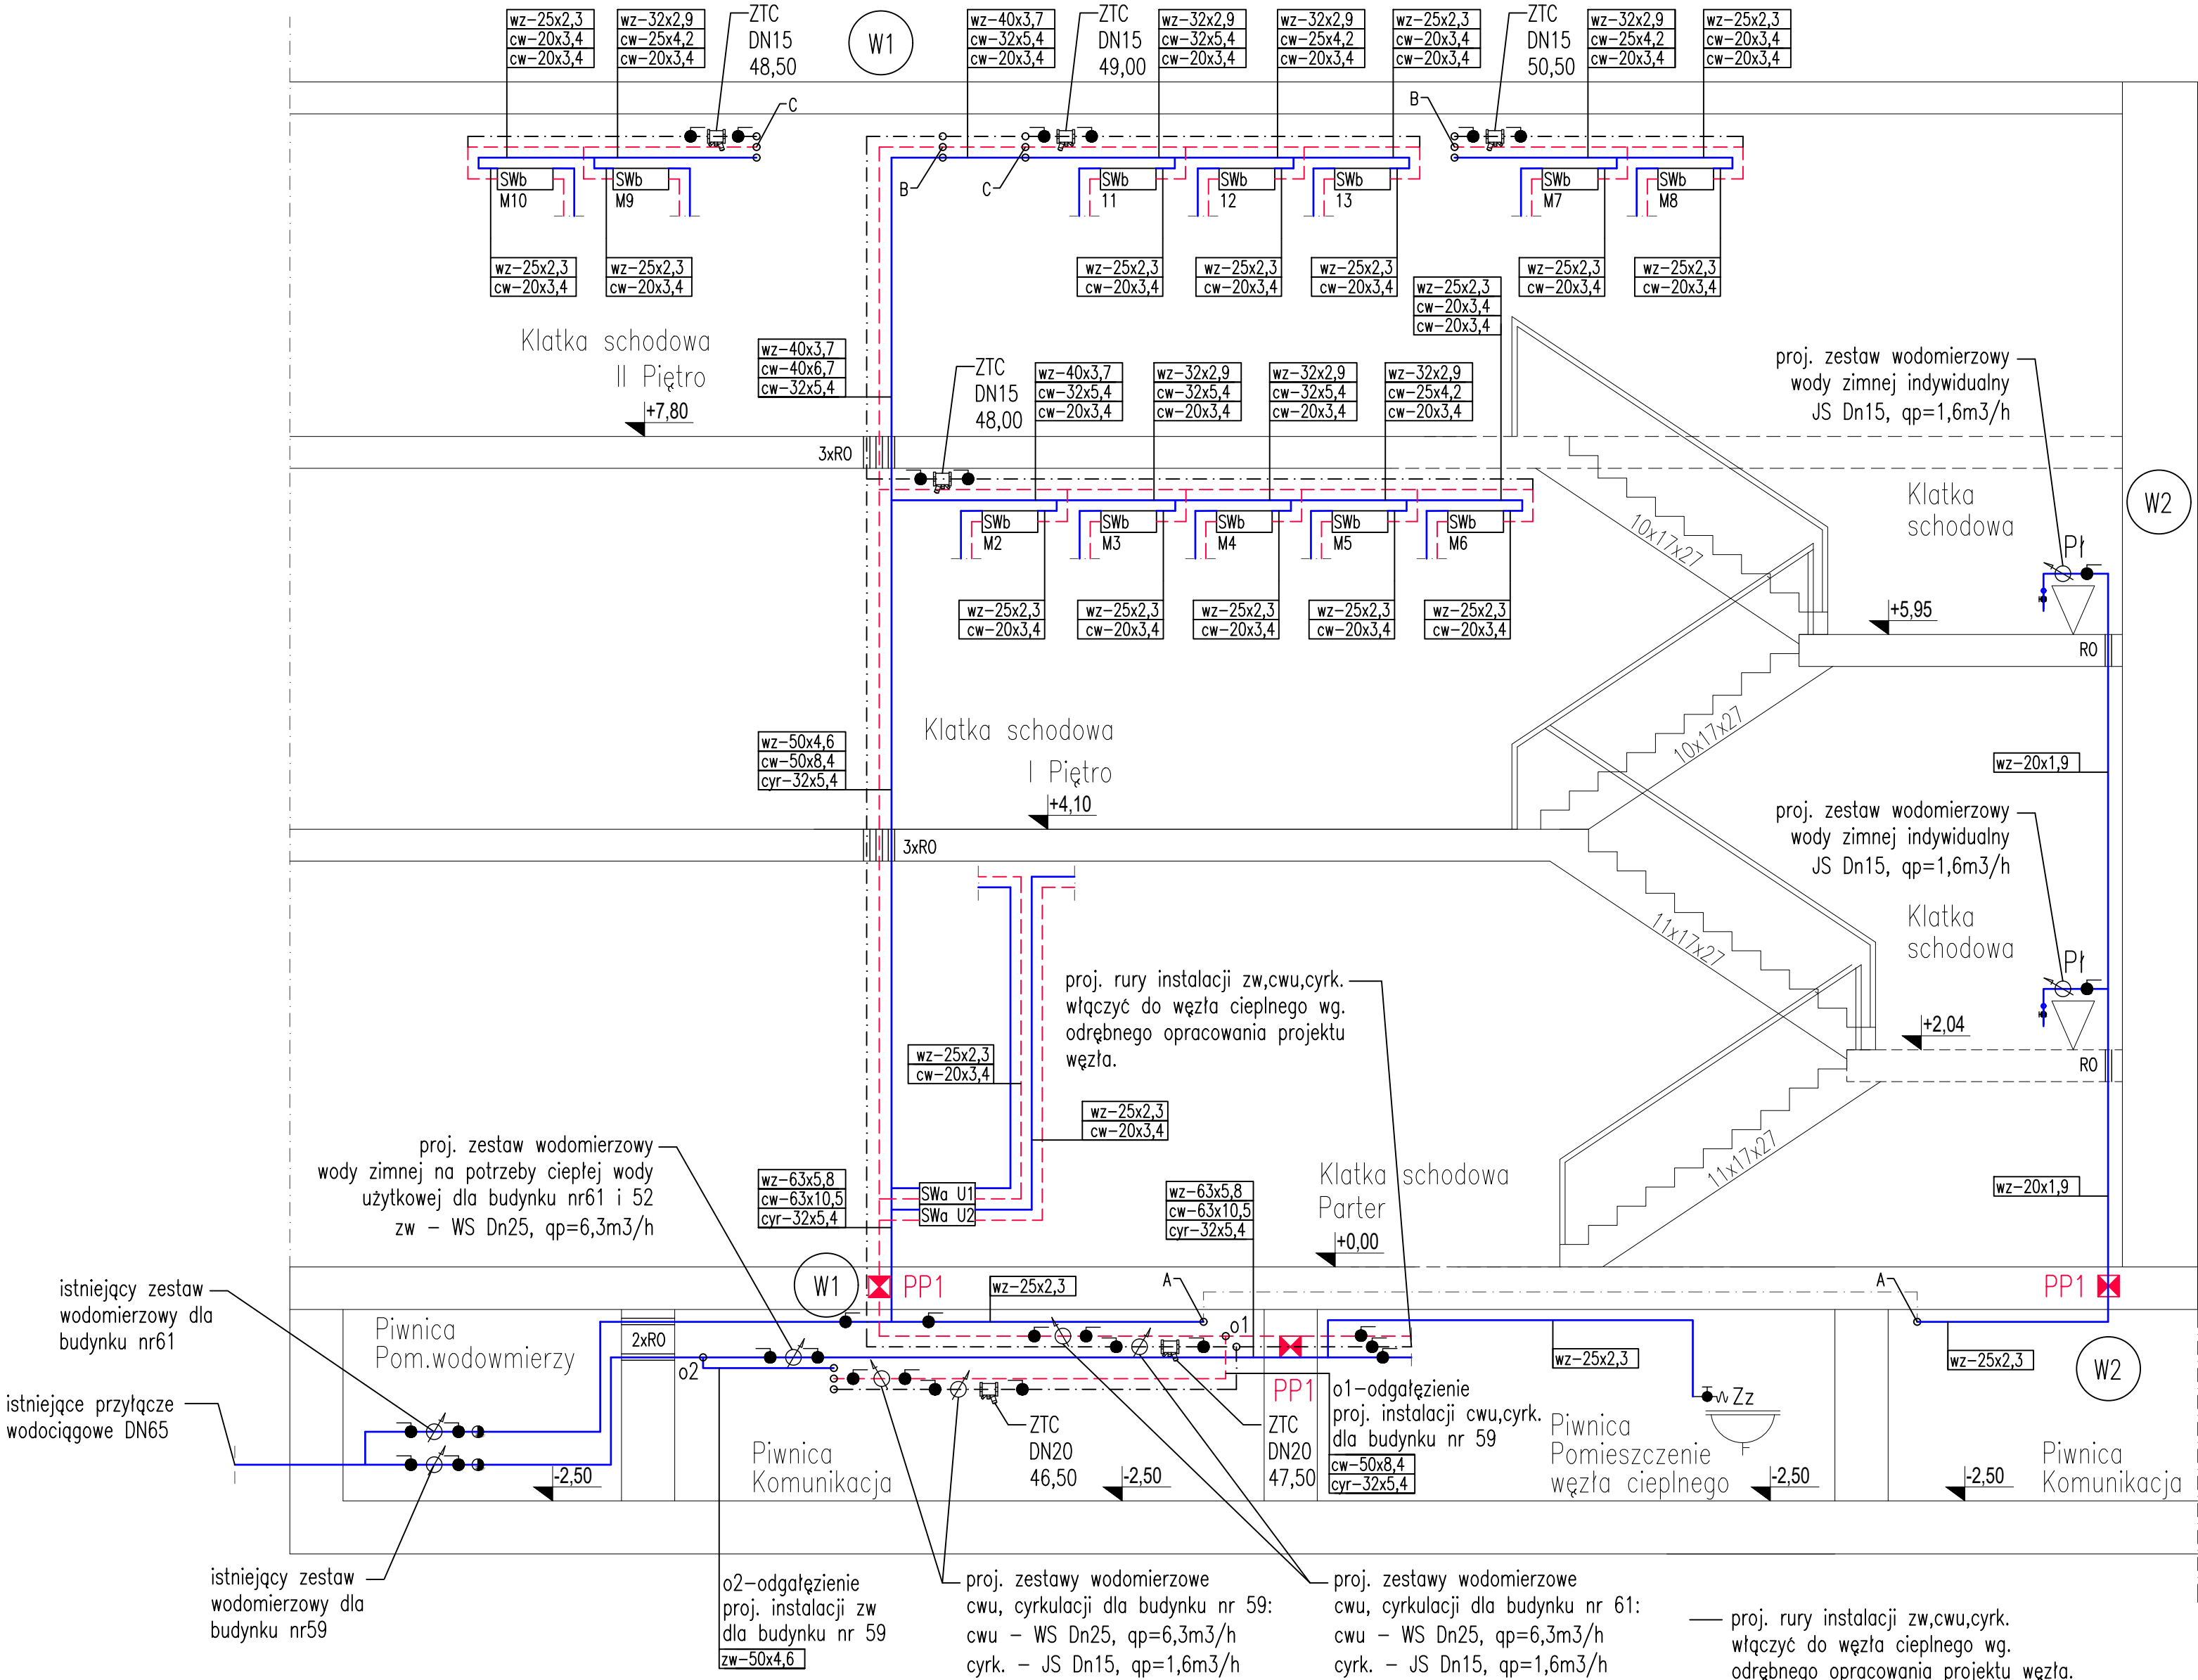 wz-25x2,3
cw-20x3,4
cw-20x3,4
wz-32x2,9
cw-25x4,2
cw-20x3,4
ZTC
DN15
48,50
W1
wz-40x3,7
cw-32x5,4
cw-20x3,4
ZTC
DN15
49,00
wz-32x2,9
cw-32x5,4
cw-20x3,4
wz-32x2,9
cw-25x4,2
cw-20x3,4
wz-25x2,3
cw-20x3,4
cw-20x3,4
ZTC
DN15
50,50
wz-32x2,9
cw-25x4,2
cw-20x3,4
wz-25x2,3
cw-20x3,4
cw-20x3,4
C
B
B
C
SWb
M10
SWb
M9
SWb
11
SWb
12
SWb
13
SWb
M7
SWb
M8
wz-25x2,3
cw-20x3,4
wz-25x2,3
cw-20x3,4
wz-25x2,3
cw-20x3,4
wz-25x2,3
cw-20x3,4
wz-25x2,3
cw-20x3,4
wz-25x2,3
cw-20x3,4
wz-25x2,3
cw-20x3,4
wz-25x2,3
cw-20x3,4
cw-20x3,4
Klatka schodowa
II Piętro
+7,80
wz-40x3,7
cw-40x6,7
cw-32x5,4
ZTC
DN15
48,00
wz-40x3,7
cw-32x5,4
cw-20x3,4
wz-32x2,9
cw-32x5,4
cw-20x3,4
wz-32x2,9
cw-32x5,4
cw-20x3,4
wz-32x2,9
cw-25x4,2
cw-20x3,4
proj. zestaw wodomierzowy
wody zimnej indywidualny
JS Dn15, qp=1,6m3/h
3xRO
SWb
M2
SWb
M3
SWb
M4
SWb
M5
SWb
M6
10x17x27
Klatka
schodowa
W2
Pł
wz-25x2,3
cw-20x3,4
wz-25x2,3
cw-20x3,4
wz-25x2,3
cw-20x3,4
wz-25x2,3
cw-20x3,4
wz-25x2,3
cw-20x3,4
+5,95
RO
wz-50x4,6
cw-50x8,4
cyr-32x5,4
Klatka schodowa
I Piętro
+4,10
10x17x27
wz-20x1,9
3xRO
proj. zestaw wodomierzowy
wody zimnej indywidualny
JS Dn15, qp=1,6m3/h
11x17x27
Klatka
schodowa
Pł
proj. rury instalacji zw,cwu,cyrk.
włączyć do węzła cieplnego wg.
odrębnego opracowania projektu
węzła.
+2,04
RO
wz-25x2,3
cw-20x3,4
wz-25x2,3
cw-20x3,4
11x17x27
proj. zestaw wodomierzowy
wody zimnej na potrzeby ciepłej wody
użytkowej dla budynku nr61 i 52
zw - WS Dn25, qp=6,3m3/h
wz-63x5,8
cw-63x10,5
cyr-32x5,4
SWa U1
SWa U2
wz-63x5,8
cw-63x10,5
cyr-32x5,4
Klatka schodowa
Parter
+0,00
wz-20x1,9
istniejący zestaw
wodomierzowy dla
budynku nr61
W1
PP1
wz-25x2,3
A
A
PP1
Piwnica
Pom.wodowmierzy
2xRO
o1
o2
wz-25x2,3
wz-25x2,3
W2
PP1
istniejące przyłącze
wodociągowe DN65
o1-odgałęzienie
proj. instalacji cwu,cyrk.
dla budynku nr 59
cw-50x8,4
cyr-32x5,4
Zz
ZTC
DN20
46,50
ZTC
DN20
47,50
-2,50
Piwnica
Komunikacja
-2,50
Piwnica
Pomieszczenie
węzła cieplnego
-2,50
-2,50
Piwnica
Komunikacja
istniejący zestaw
wodomierzowy dla
budynku nr59
o2-odgałęzienie
proj. instalacji zw
dla budynku nr 59
zw-50x4,6
proj. zestawy wodomierzowe
cwu, cyrkulacji dla budynku nr 59:
cwu - WS Dn25, qp=6,3m3/h
cyrk. - JS Dn15, qp=1,6m3/h
proj. zestawy wodomierzowe
cwu, cyrkulacji dla budynku nr 61:
cwu - WS Dn25, qp=6,3m3/h
cyrk. - JS Dn15, qp=1,6m3/h
proj. rury instalacji zw,cwu,cyrk.
włączyć do węzła cieplnego wg.
odrębnego opracowania projektu węzła.